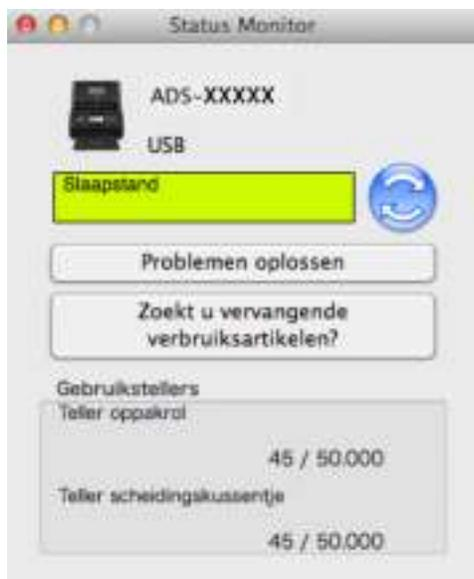 Status Monitor
ADS-XXXXX
USB
Slaapstand
Problemen oplossen
Zoekt u vervangende
verbruiksartikelen?
Gebruikstellers
Teller oppakrol
45 / 50.000
Teller scheidingskussentje
45 / 50.000